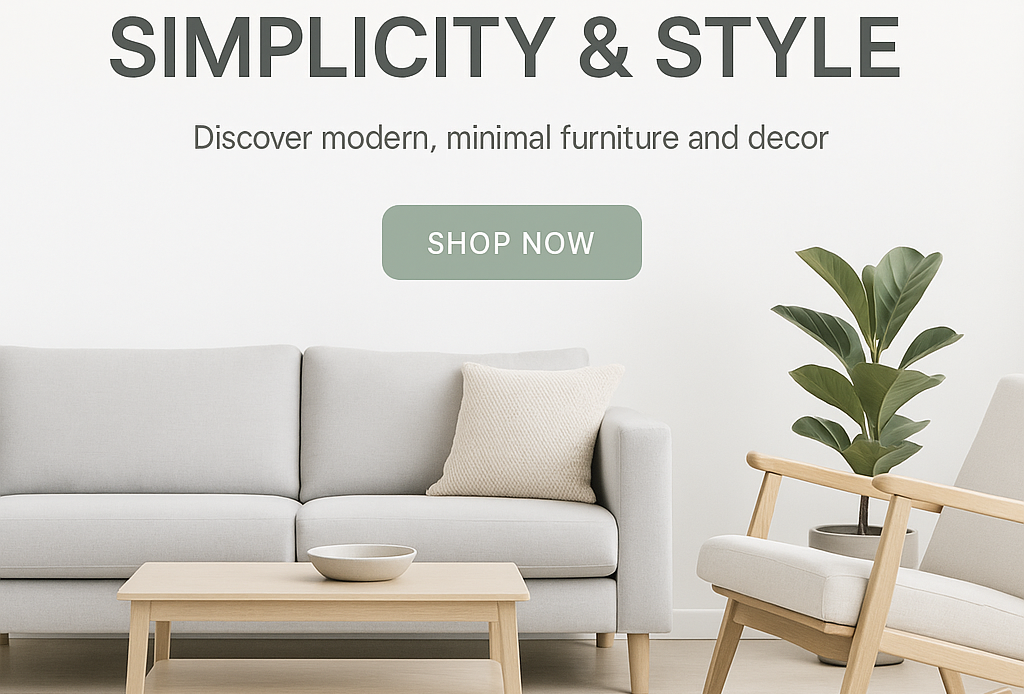 SIMPLICITY & STYLE
Discover modern, minimal furniture and decor
SHOP NOW